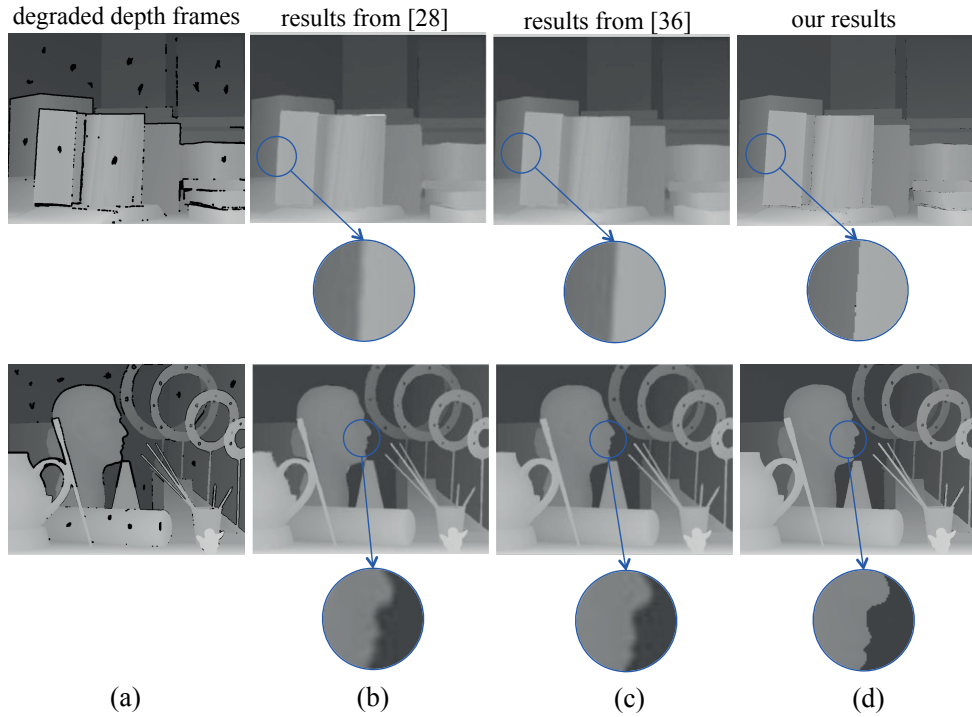 degraded depth frames
results from [28]
results from [36]
our results
(a)
(b)
(c)
(d)